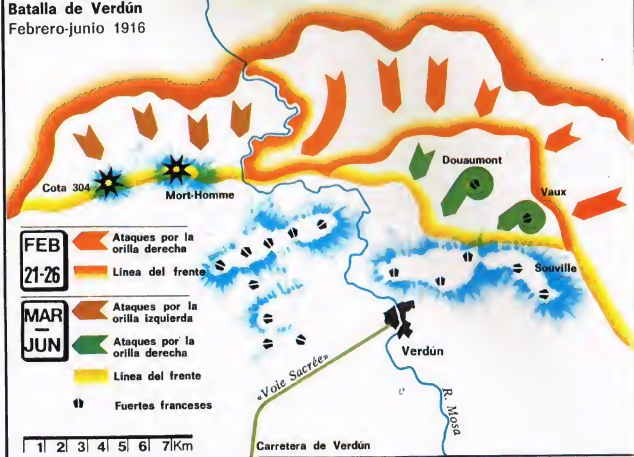 Batalla de Verdún
Febrero-junio 1916
Douaumont
Cota 304
Mort-Homme
Vaux
FEB
21-26
Ataques por la
orilla derecha
Línea del frente
Souville
MAR
—
JUN
Ataques por la
orilla izquierda
Ataques por la
orilla derecha
Línea del frente
Fuertes franceses
Verdún
«Voie Sacrée»
R. Mosa
1 2 3 4 5 6 7 Km
Carretera de Verdún